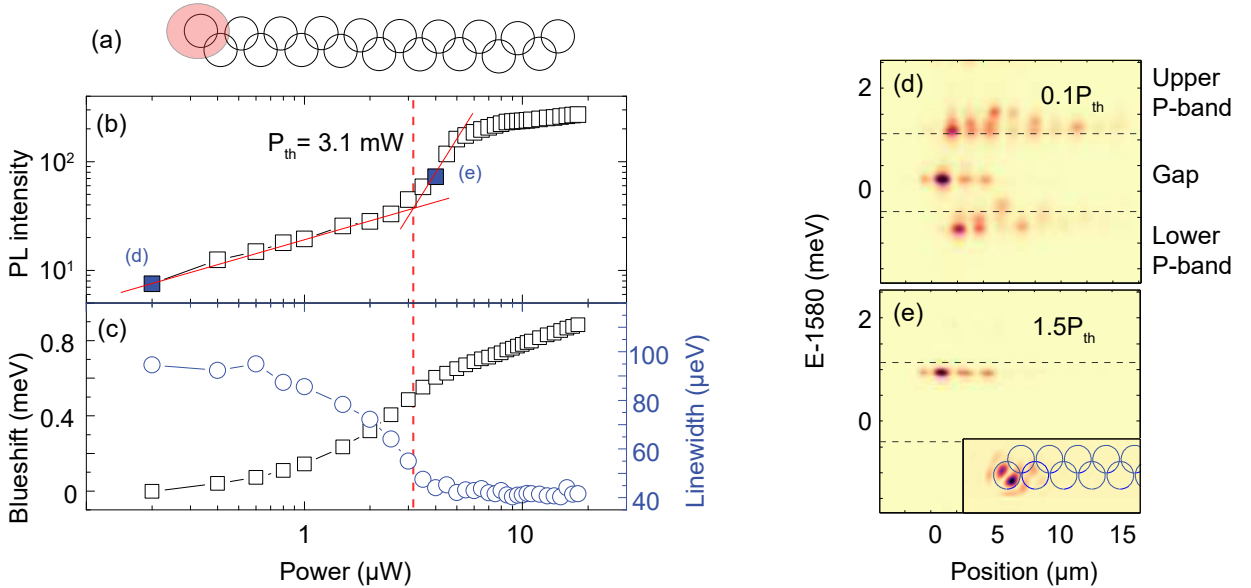 (a)
(b)
P_th = 3.1 mW
(e)
(d)
10²
10¹
PL intensity
(c)
0.8
0.4
0
Blueshift (meV)
100
80
60
40
Linewidth (µeV)
1
10
Power (µW)
(d)
0.1P_th
Upper
P-band
Gap
Lower
P-band
2
0
E-1580 (meV)
(e)
1.5P_th
2
0
0
5
10
15
Position (µm)